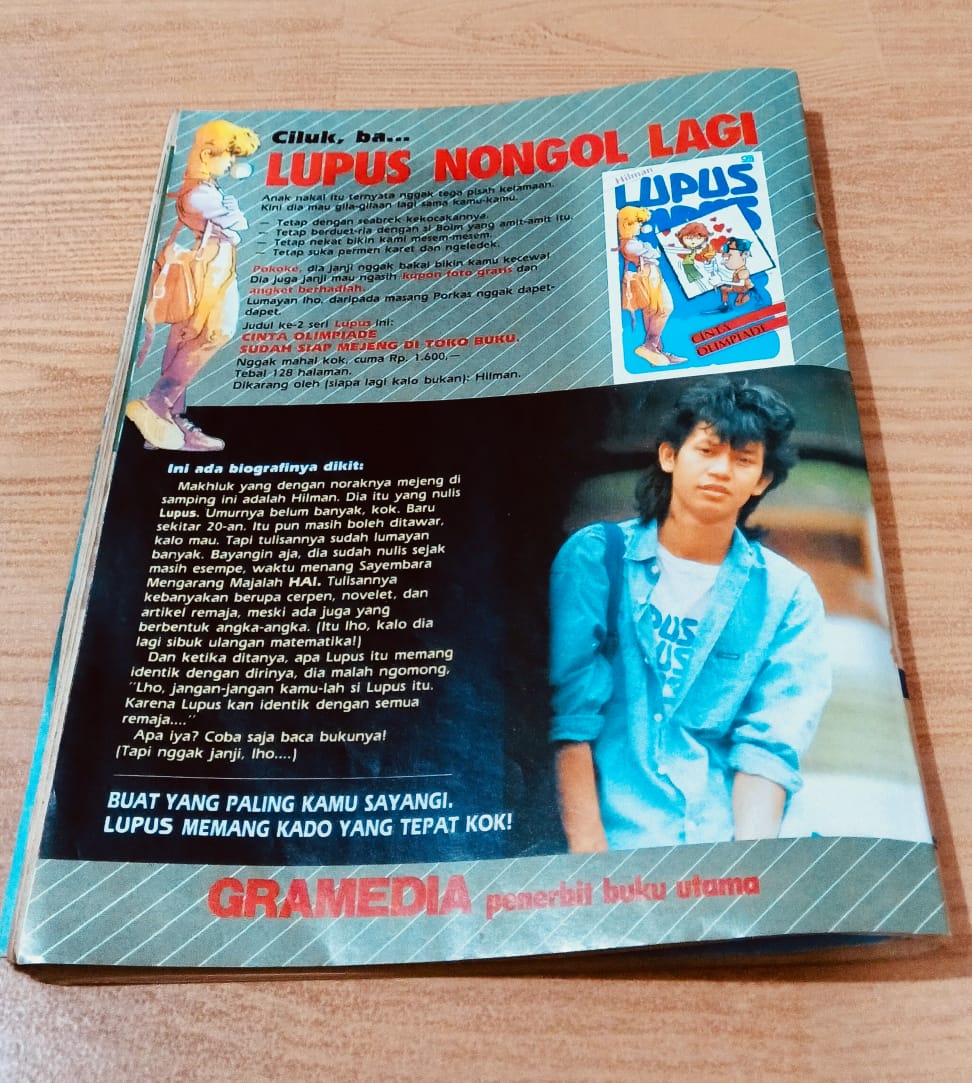 Ciluk, ba...
LUPUS NONGOL LAGI
Anak nakal itu ternyata nggak tega pisah kelamaan.
Kini dia mau gila-gilaan lagi sama kamu-kamu.
— Tetap dengan seabrek kekocakannya.
— Tetap berduet-ria dengan si Boim yang amit-amit itu.
— Tetap nekat bikin kami mesem-mesem.
— Tetap suka permen karet dan ngeledek.
Pokoke, dia janji nggak bakal bikin kamu kecewa!
Dia juga janji mau ngasih kupon foto gratis dan
angket berhadiah.
Lumayan lho, daripada masang Porkas nggak dapet-
dapet.
Judul ke-2 seri Lupus ini:
CINTA OLIMPIADE
SUDAH SIAP MEJENG DI TOKO BUKU.
Nggak mahal kok, cuma Rp. 1.600,—
Tebal 128 halaman.
Dikarang oleh (siapa lagi kalo bukan): Hilman.
Hilman
LUPUS
CINTA
OLIMPIADE
Ini ada biografinya dikit:
Makhluk yang dengan noraknya mejeng di
samping ini adalah Hilman. Dia itu yang nulis
Lupus. Umurnya belum banyak, kok. Baru
sekitar 20-an. Itu pun masih boleh ditawar,
kalo mau. Tapi tulisannya sudah lumayan
banyak. Bayangin aja, dia sudah nulis sejak
masih esempe, waktu menang Sayembara
Mengarang Majalah HAI. Tulisannya
kebanyakan berupa cerpen, novelet, dan
artikel remaja, meski ada juga yang
berbentuk angka-angka. (Itu lho, kalo dia
lagi sibuk ulangan matematika!)
Dan ketika ditanya, apa Lupus itu memang
identik dengan dirinya, dia malah ngomong,
"Lho, jangan-jangan kamu-lah si Lupus itu.
Karena Lupus kan identik dengan semua
remaja...."
Apa iya? Coba saja baca bukunya!
(Tapi nggak janji, lho....)
PUS
BUAT YANG PALING KAMU SAYANGI.
LUPUS MEMANG KADO YANG TEPAT KOK!
GRAMEDIA penerbit buku utama